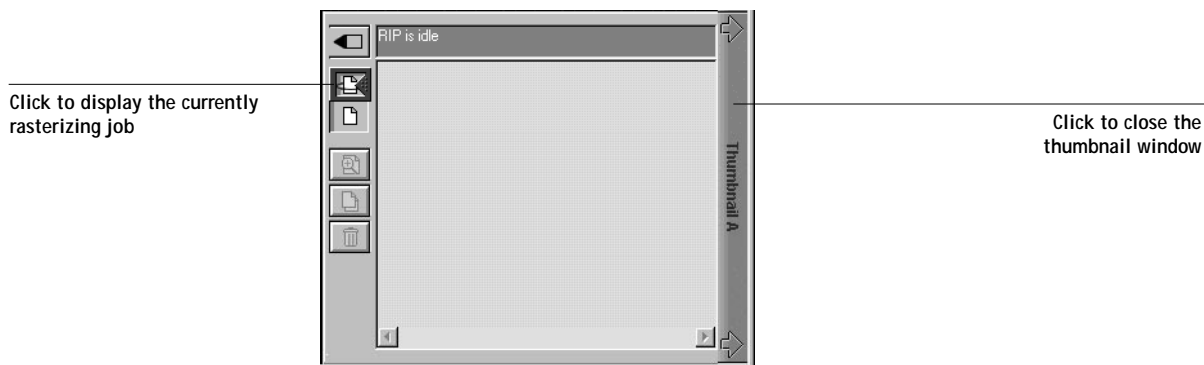 RIP is idle
Click to display the currently
rasterizing job
Click to close the
thumbnail window
Thumbnail A